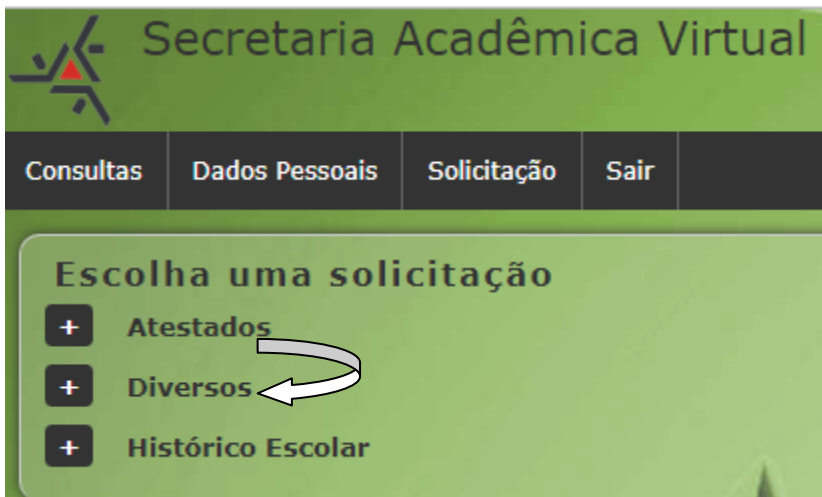 Secretaria Acadêmica Virtual
Consultas Dados Pessoais Solicitação Sair
Escolha uma solicitação
+ Atestados
+ Diversos
+ Histórico Escolar